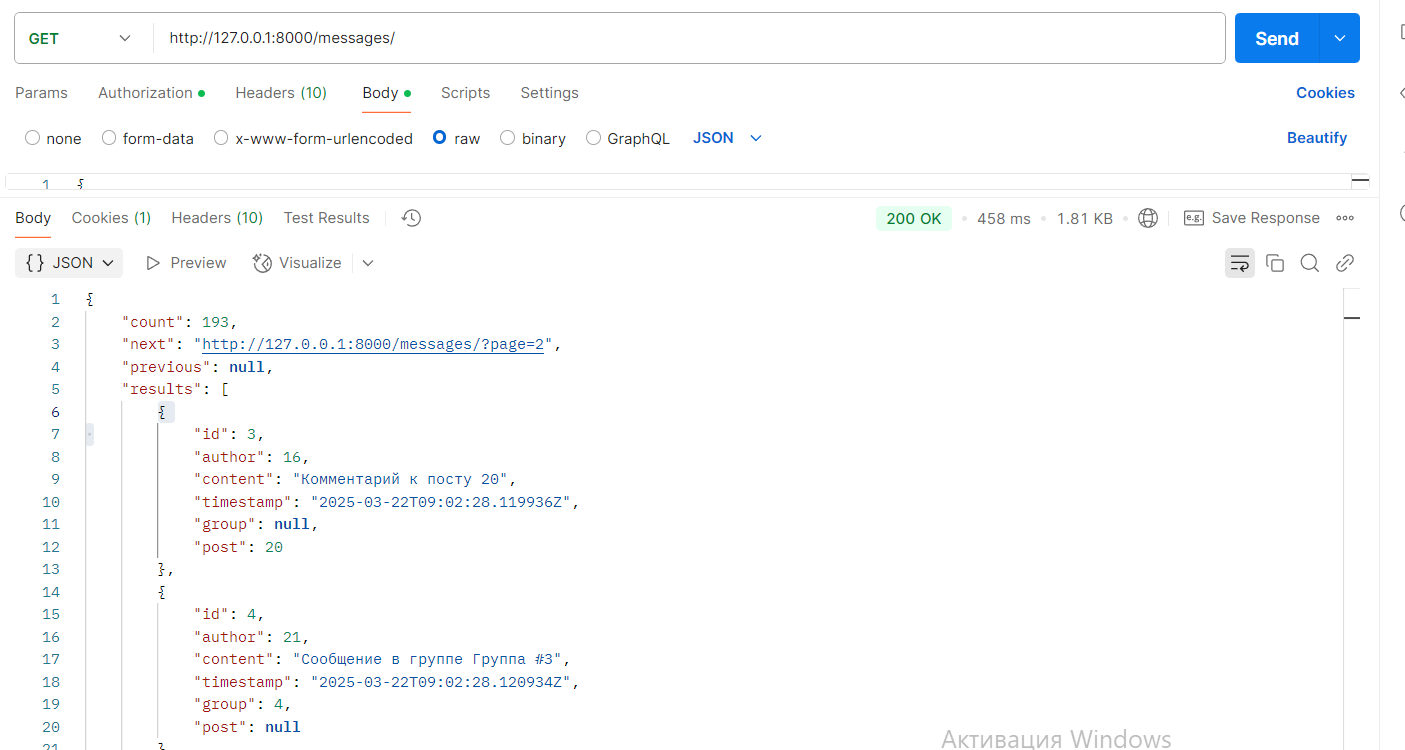 GET http://127.0.0.1:8000/messages/ Send
Params Authorization Headers (10) Body Scripts Settings Cookies
none form-data x-www-form-urlencoded raw binary GraphQL JSON Beautify
1 {
Body Cookies (1) Headers (10) Test Results 200 OK 458 ms 1.81 KB e.g. Save Response
{} JSON Preview Visualize
1 {
2 "count": 193,
3 "next": "http://127.0.0.1:8000/messages/?page=2",
4 "previous": null,
5 "results": [
6 {
7 "id": 3,
8 "author": 16,
9 "content": "Комментарий к посту 20",
10 "timestamp": "2025-03-22T09:02:28.119936Z",
11 "group": null,
12 "post": 20
13 },
14 {
15 "id": 4,
16 "author": 21,
17 "content": "Сообщение в группе Группа #3",
18 "timestamp": "2025-03-22T09:02:28.120934Z",
19 "group": 4,
20 "post": null
21 }
Активация Windows